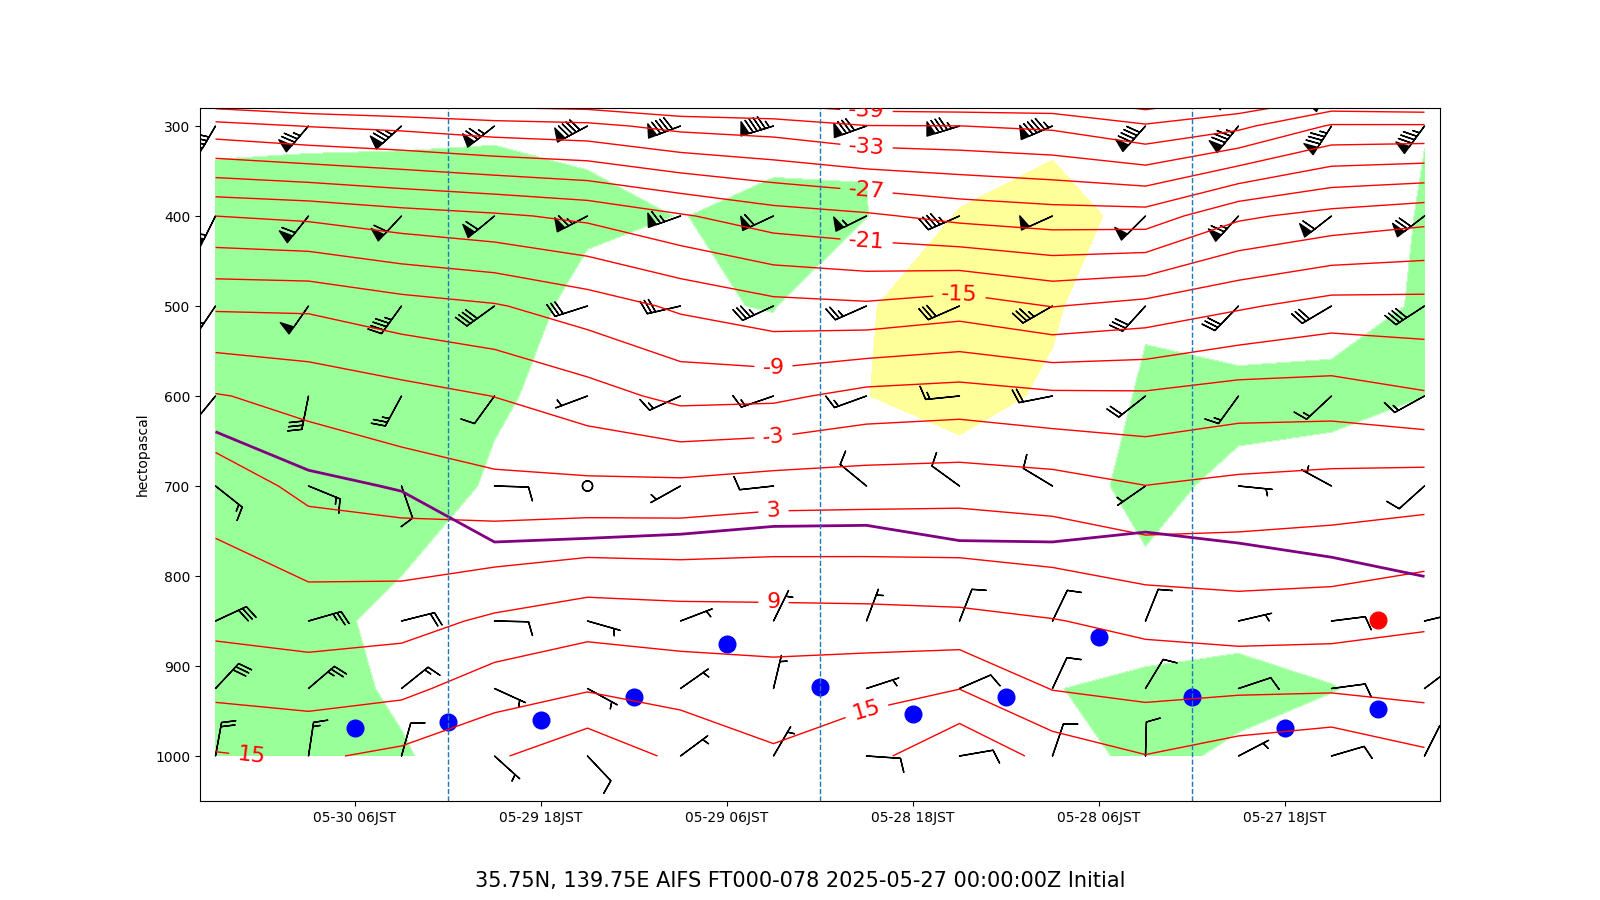 -39
300
-33
-27
400
-21
-15
500
-9
600
-3
hectopascal
700
3
800
9
900
15
1000
15
05-30 06JST
05-29 18JST
05-29 06JST
05-28 18JST
05-28 06JST
05-27 18JST
35.75N, 139.75E AIFS FT000-078 2025-05-27 00:00:00Z Initial